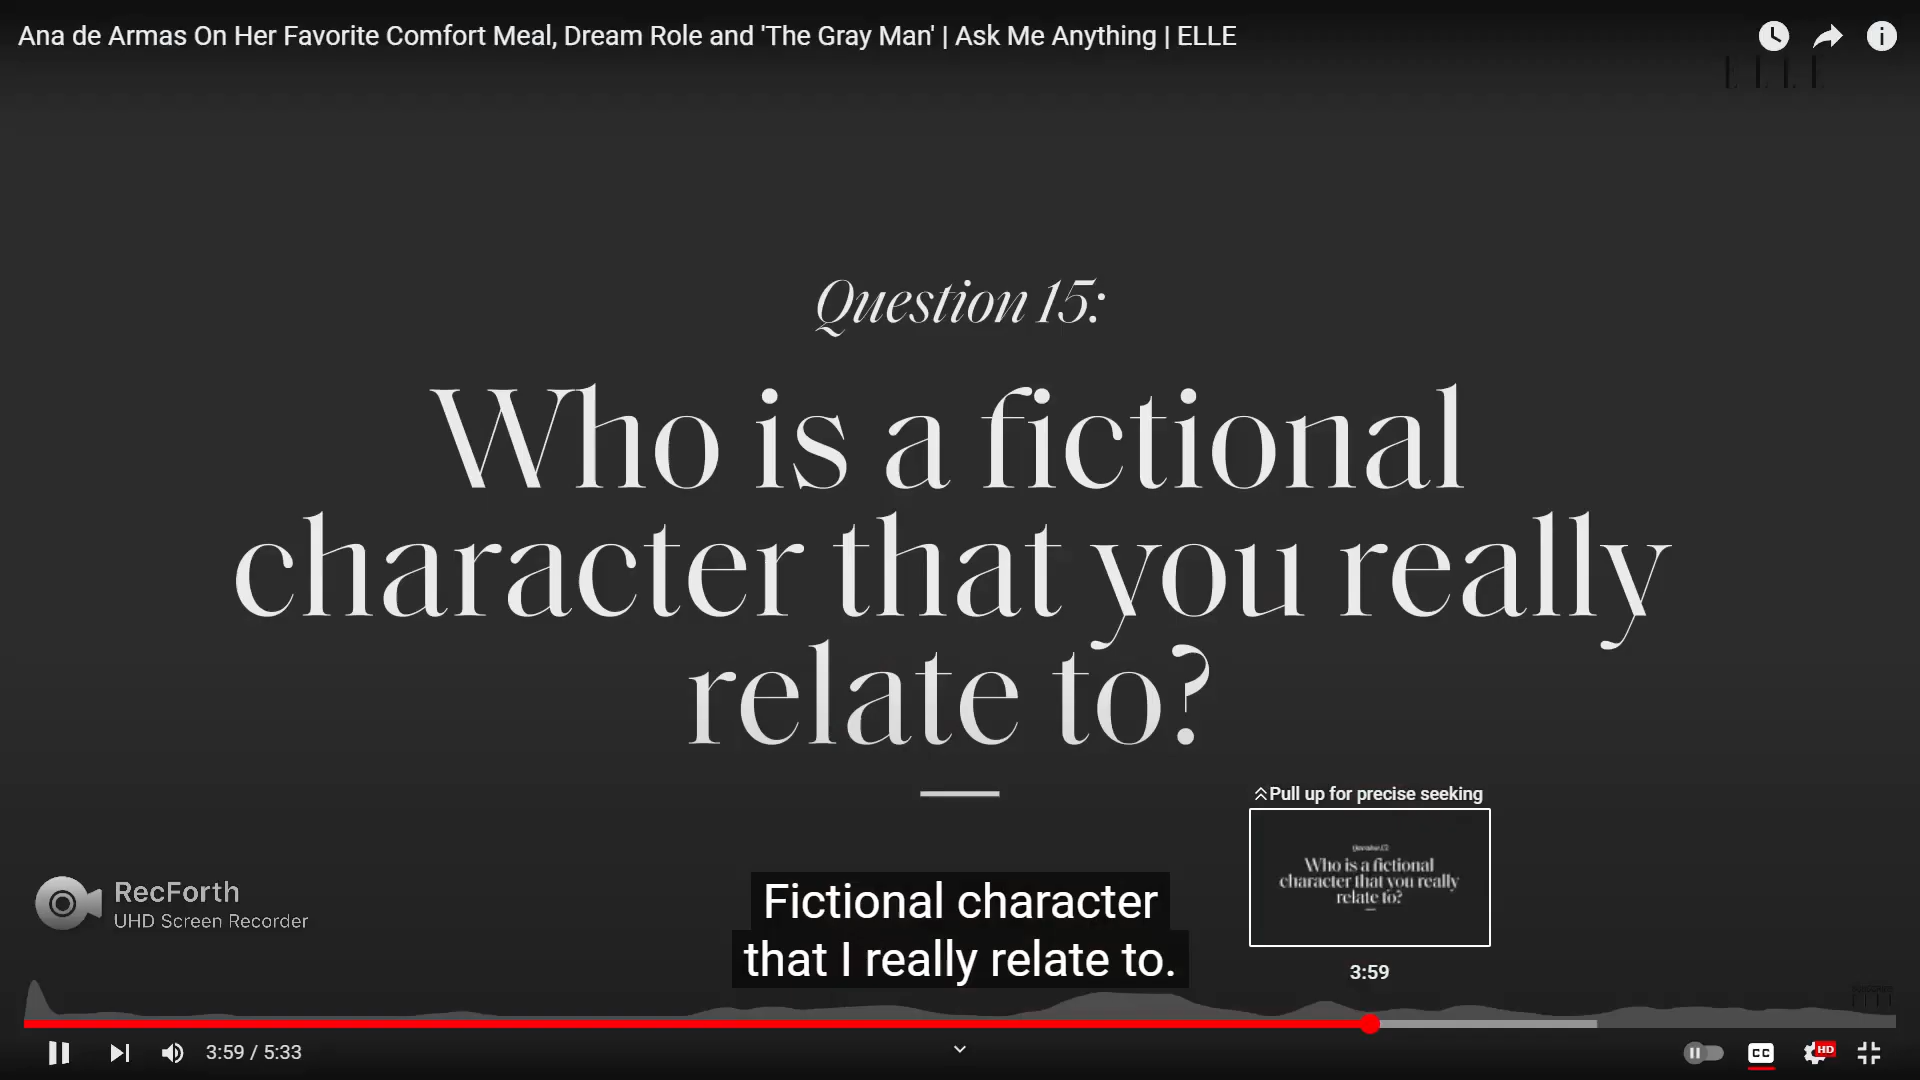 Ana de Armas On Her Favorite Comfort Meal, Dream Role and 'The Gray Man' | Ask Me Anything | ELLE
Question 15:
Who is a fictional
character that you really
relate to?
Pull up for precise seeking
Who is a fictional
character that you really
relate to?
RecForth
UHD Screen Recorder
Fictional character
that I really relate to.
3:59
3:59 / 5:33
CC
HD